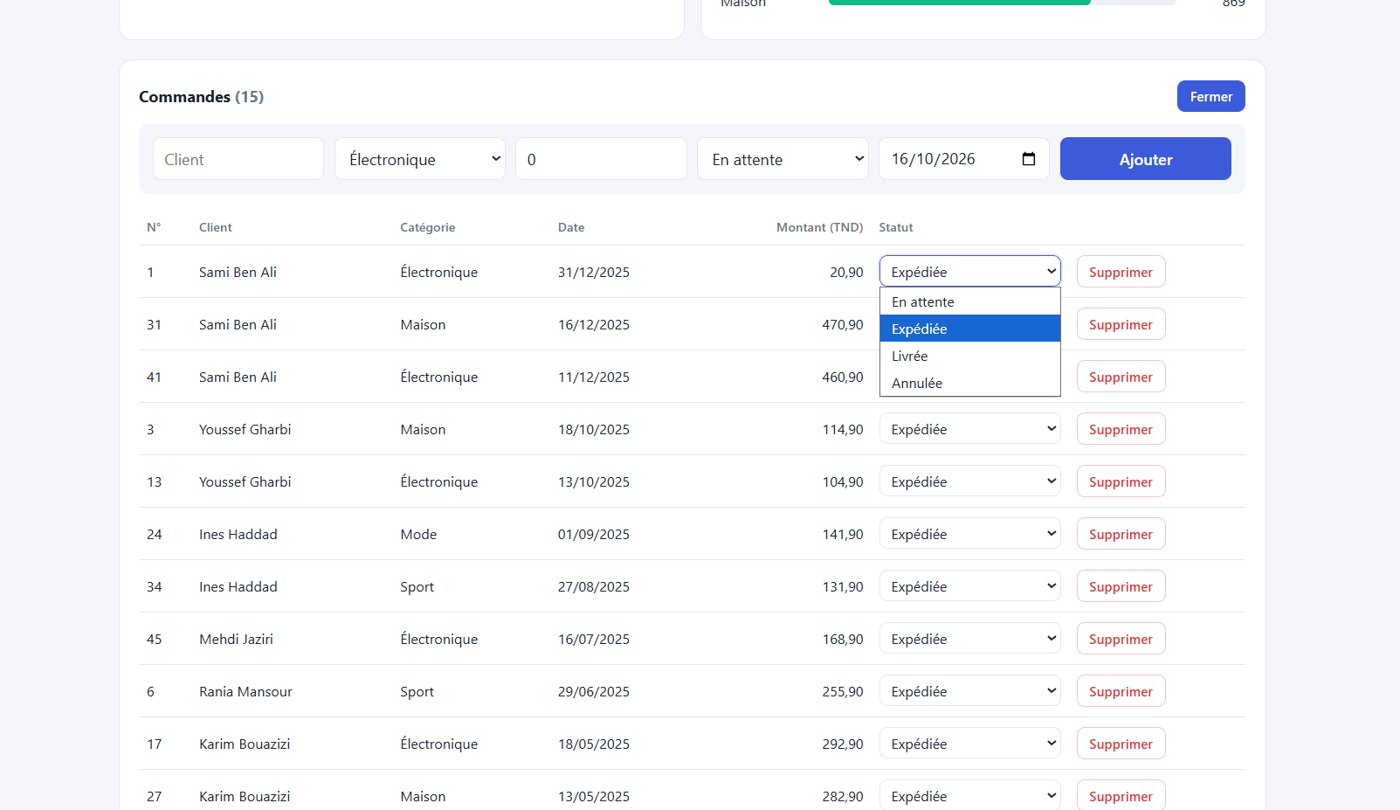 Maison 869
Commandes (15) Fermer
Client Électronique 0 En attente 16/10/2026 Ajouter
N° Client Catégorie Date Montant (TND) Statut
1 Sami Ben Ali Électronique 31/12/2025 20,90 Expédiée Supprimer
En attente
31 Sami Ben Ali Maison 16/12/2025 470,90 Expédiée Supprimer
Livrée
41 Sami Ben Ali Électronique 11/12/2025 460,90 Annulée Supprimer
3 Youssef Gharbi Maison 18/10/2025 114,90 Expédiée Supprimer
13 Youssef Gharbi Électronique 13/10/2025 104,90 Expédiée Supprimer
24 Ines Haddad Mode 01/09/2025 141,90 Expédiée Supprimer
34 Ines Haddad Sport 27/08/2025 131,90 Expédiée Supprimer
45 Mehdi Jaziri Électronique 16/07/2025 168,90 Expédiée Supprimer
6 Rania Mansour Sport 29/06/2025 255,90 Expédiée Supprimer
17 Karim Bouazizi Électronique 18/05/2025 292,90 Expédiée Supprimer
27 Karim Bouazizi Maison 13/05/2025 282,90 Expédiée Supprimer